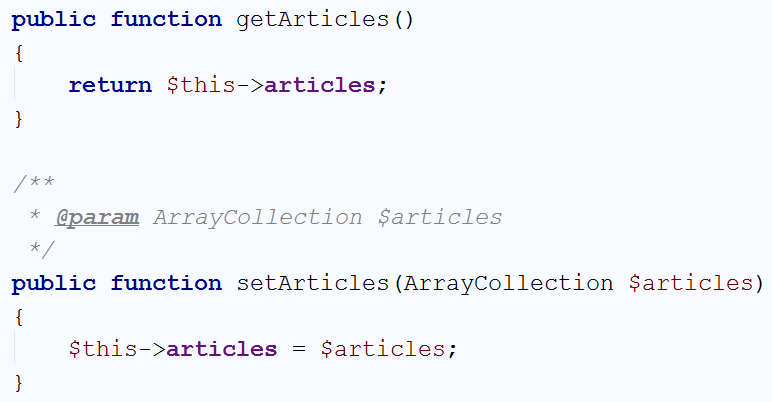 public function getArticles()
{
    return $this->articles;
}

/**
 * @param ArrayCollection $articles
 */
public function setArticles(ArrayCollection $articles)
{
    $this->articles = $articles;
}